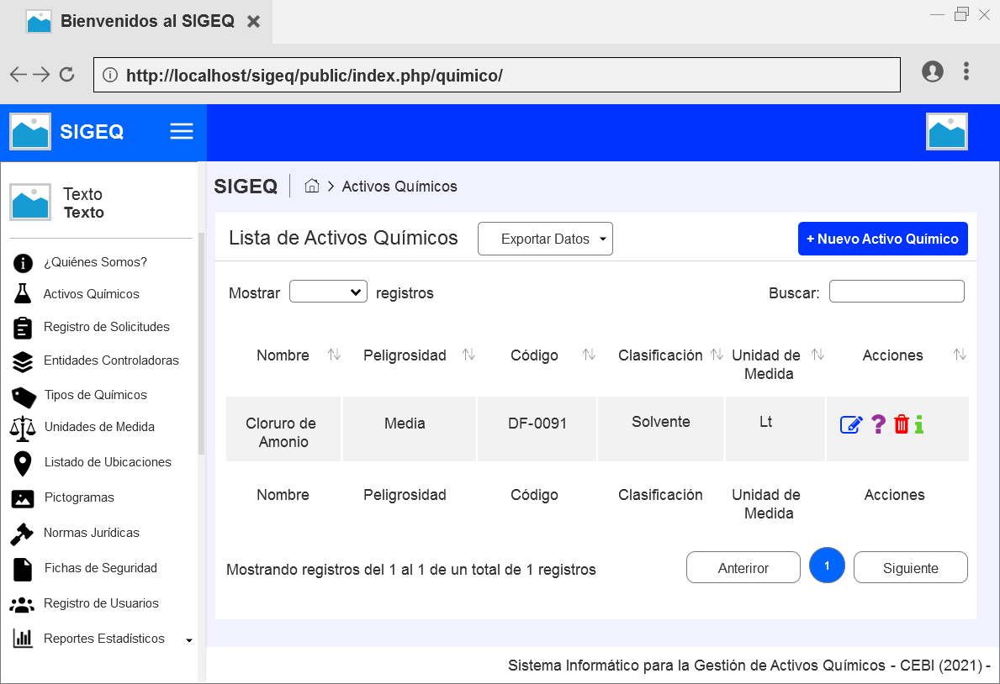 Bienvenidos al SIGEQ
http://localhost/sigeq/public/index.php/quimico/
SIGEQ
Texto
Texto
¿Quiénes Somos?
Activos Químicos
Registro de Solicitudes
Entidades Controladoras
Tipos de Químicos
Unidades de Medida
Listado de Ubicaciones
Pictogramas
Normas Jurídicas
Fichas de Seguridad
Registro de Usuarios
Reportes Estadísticos
SIGEQ Activos Químicos
Lista de Activos Químicos Exportar Datos + Nuevo Activo Químico
Mostrar registros Buscar:
Nombre Peligrosidad Código Clasificación Unidad de Medida Acciones
Cloruro de Amonio Media DF-0091 Solvente Lt
Nombre Peligrosidad Código Clasificación Unidad de Medida Acciones
Mostrando registros del 1 al 1 de un total de 1 registros Anteriror 1 Siguiente
Sistema Informático para la Gestión de Activos Químicos - CEBI (2021) -